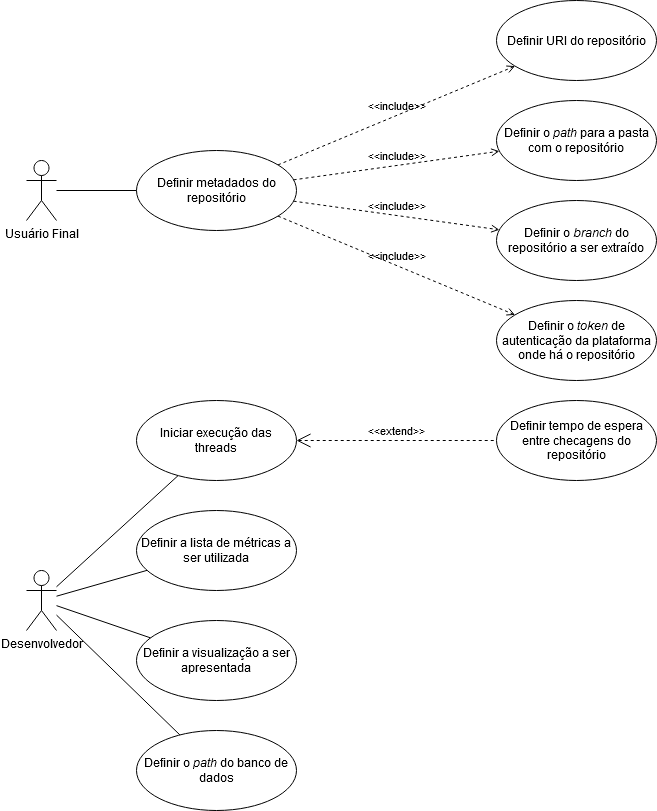 Definir URI do repositório
<<include>>
Definir o path para a pasta
com o repositório
<<include>>
Definir metadados do
repositório
Usuário Final
<<include>>
Definir o branch do
repositório a ser extraído
<<include>>
Definir o token de
autenticação da plataforma
onde há o repositório
Iniciar execução das
threads
<<extend>>
Definir tempo de espera
entre checagens do
repositório
Definir a lista de métricas a
ser utilizada
Desenvolvedor
Definir a visualização a ser
apresentada
Definir o path do banco de
dados